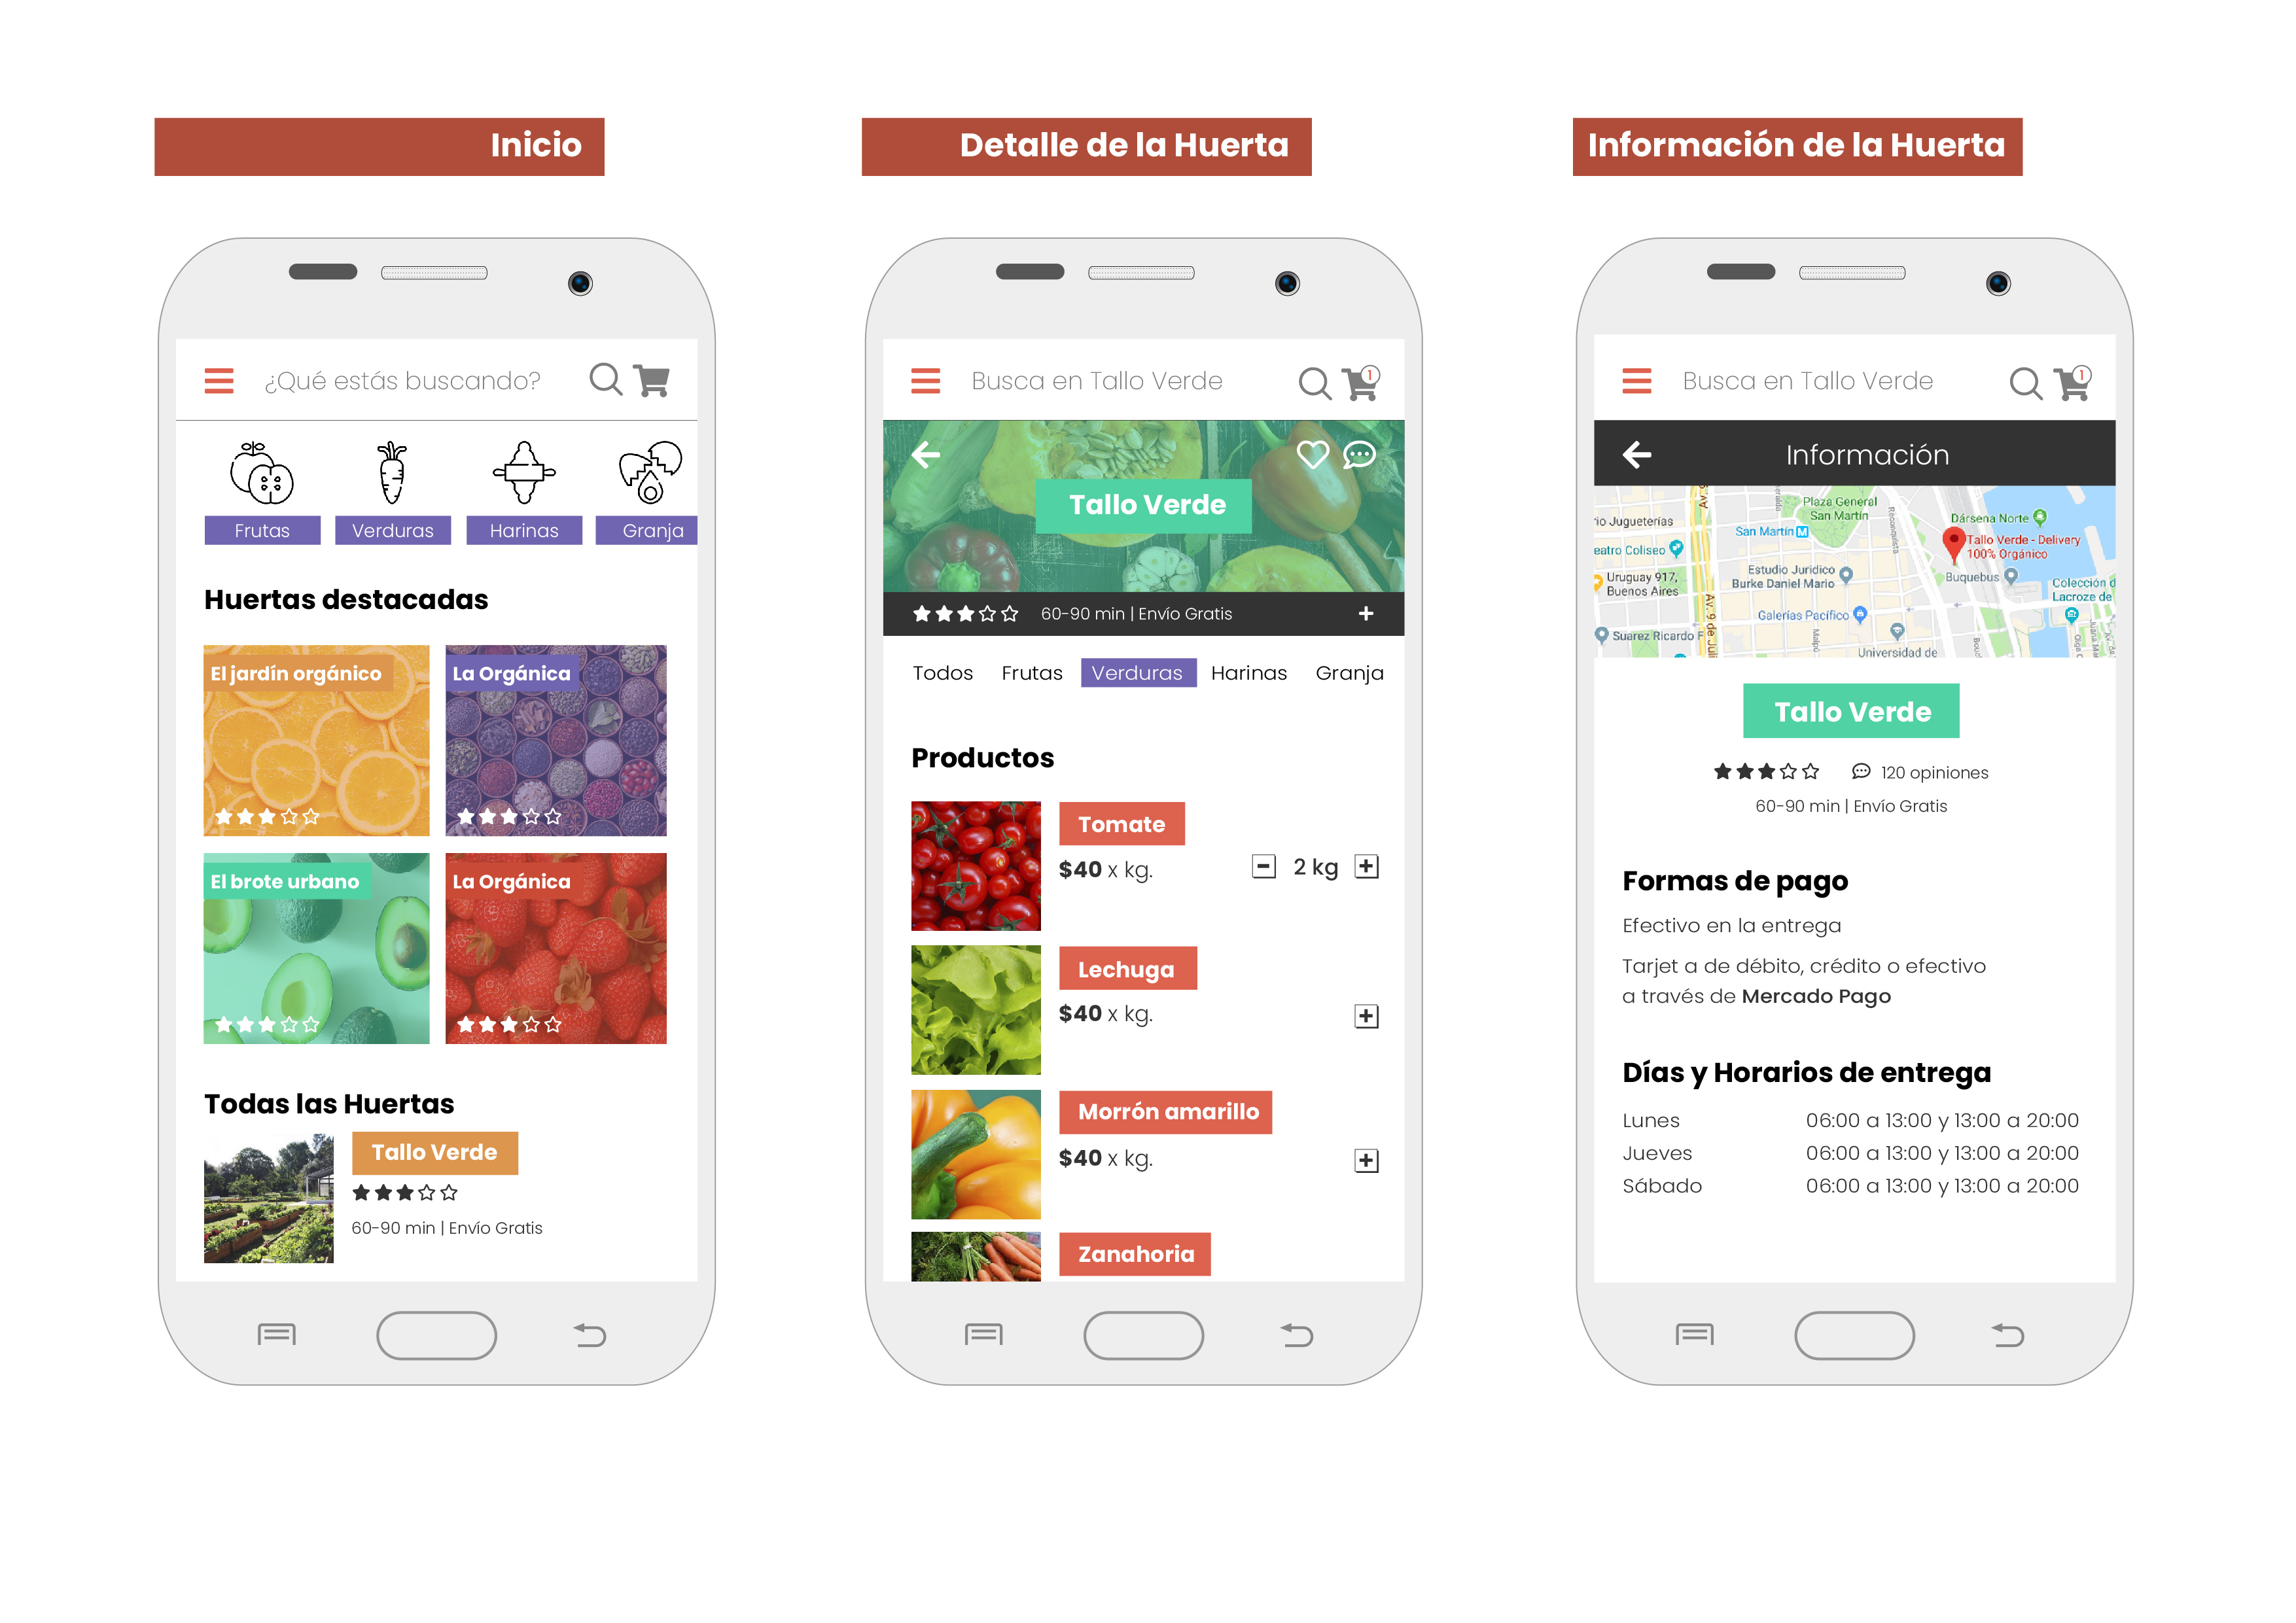 Inicio
¿Qué estás buscando?
Frutas
Verduras
Harinas
Granja
Huertas destacadas
El jardín orgánico
La Orgánica
El brote urbano
La Orgánica
Todas las Huertas
Tallo Verde
60-90 min | Envío Gratis
Detalle de la Huerta
Busca en Tallo Verde
1
Tallo Verde
60-90 min | Envío Gratis
Todos Frutas Verduras Harinas Granja
Productos
Tomate
$40 x kg.
2 kg
Lechuga
$40 x kg.
Morrón amarillo
$40 x kg.
Zanahoria
Información de la Huerta
Busca en Tallo Verde
1
Información
Plaza General
San Martín
io Jugueterías
San Martín
M
Dársena Norte
eatro Coliseo
Tallo Verde - Delivery
100% Orgánico
Reconquista
Estudio Juridico
Burke Daniel Mario
Uruguay 917,
Buenos Aires
Buquebus
Colección d
Lacroze de
Galerías Pacífico
Av. 9 de Juli
Suarez Ricardo F
Maipú
Universidad de
Tallo Verde
120 opiniones
60-90 min | Envío Gratis
Formas de pago
Efectivo en la entrega
Tarjet a de débito, crédito o efectivo
a través de Mercado Pago
Días y Horarios de entrega
Lunes 06:00 a 13:00 y 13:00 a 20:00
Jueves 06:00 a 13:00 y 13:00 a 20:00
Sábado 06:00 a 13:00 y 13:00 a 20:00